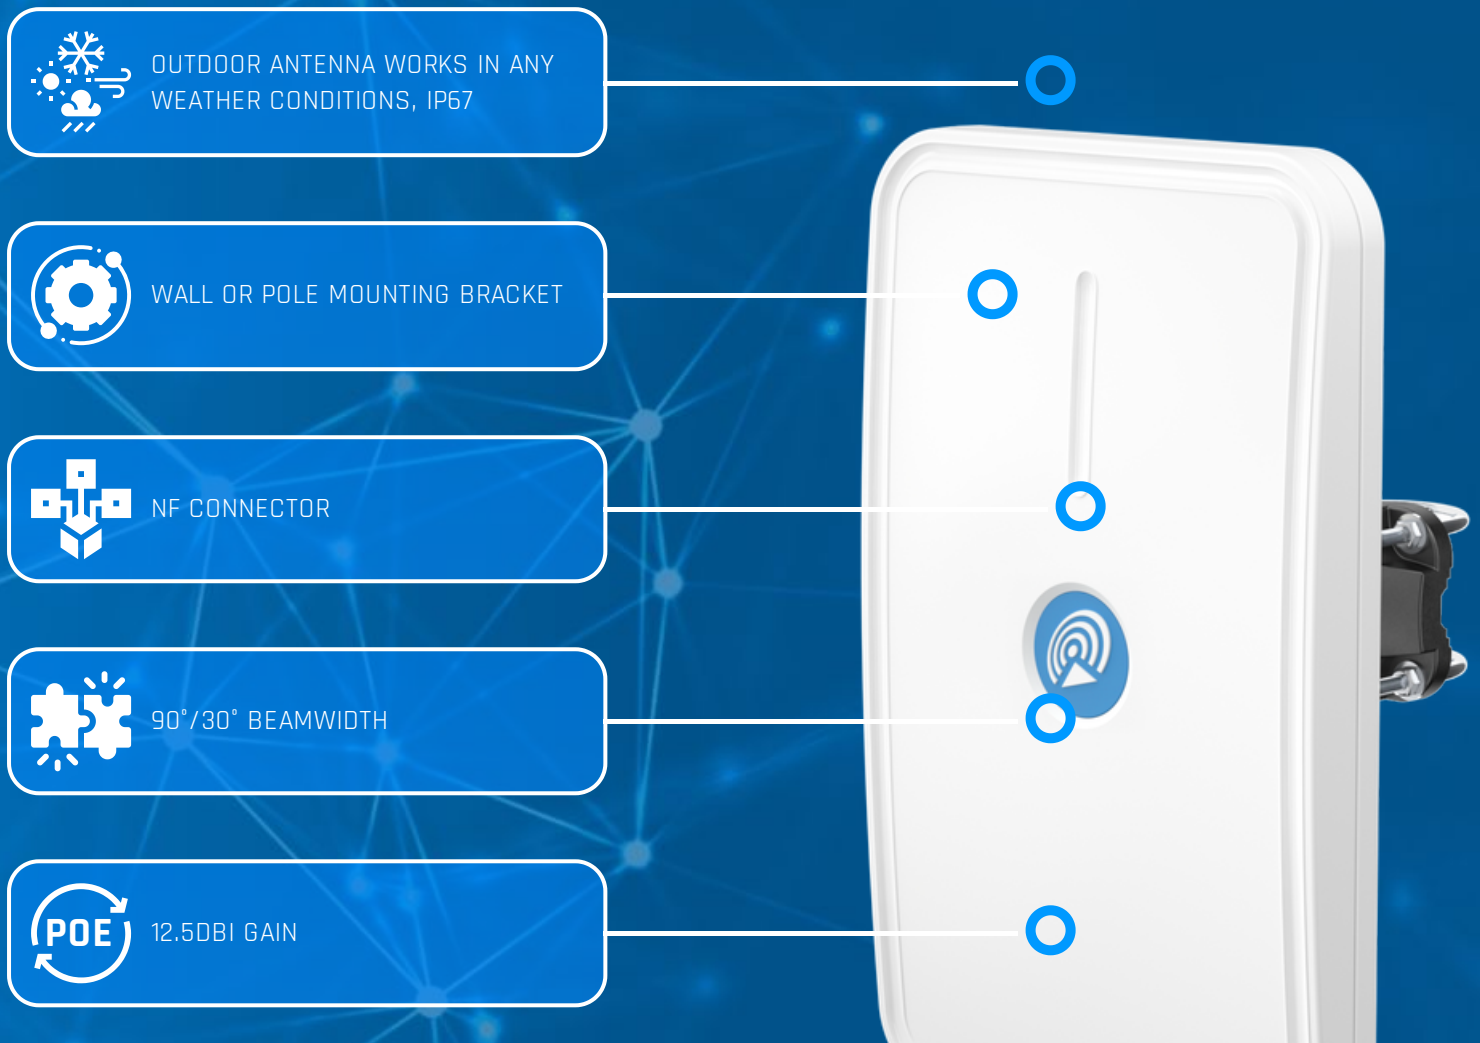 OUTDOOR ANTENNA WORKS IN ANY
WEATHER CONDITIONS, IP67
WALL OR POLE MOUNTING BRACKET
NF CONNECTOR
90°/30° BEAMWIDTH
POE
12.5DBI GAIN